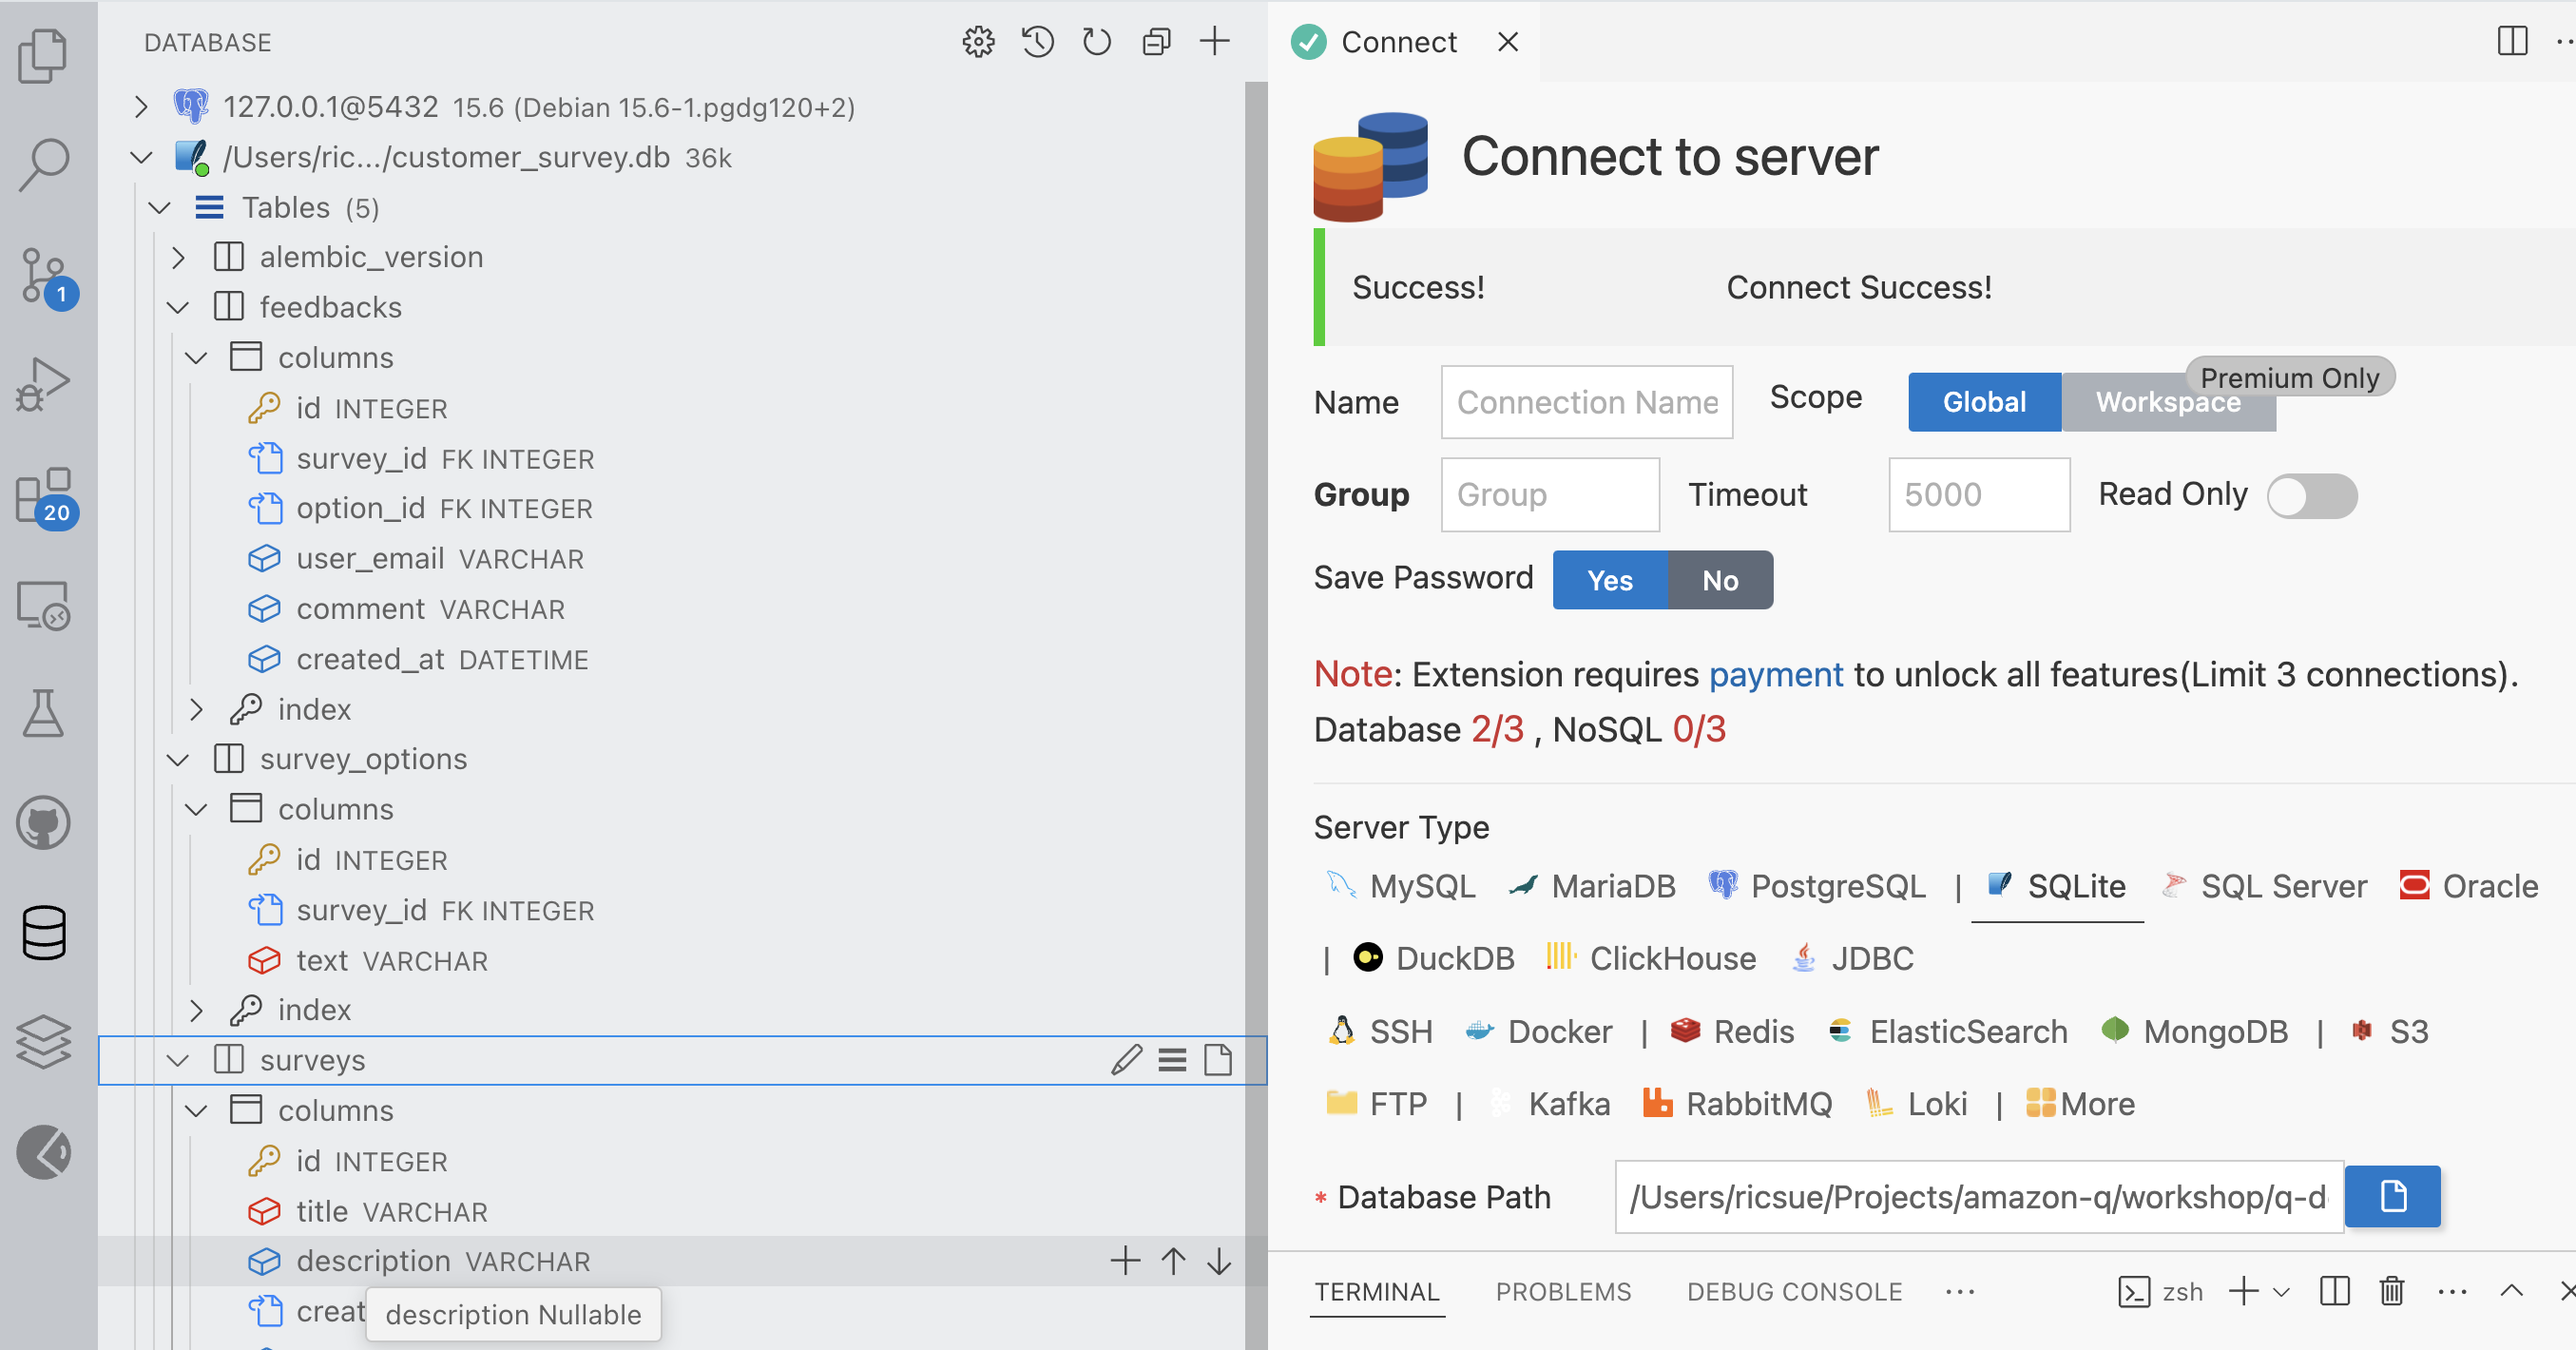 DATABASE
127.0.0.1@5432 15.6 (Debian 15.6-1.pgdg120+2)
/Users/ric.../customer_survey.db 36k
Tables (5)
alembic_version
feedbacks
columns
id INTEGER
survey_id FK INTEGER
option_id FK INTEGER
user_email VARCHAR
comment VARCHAR
created_at DATETIME
index
survey_options
columns
id INTEGER
survey_id FK INTEGER
text VARCHAR
index
surveys
columns
id INTEGER
title VARCHAR
description VARCHAR
creat
description Nullable
1
20
Connect
Connect to server
Success! Connect Success!
Name Connection Name Scope Global Workspace
Premium Only
Group Group Timeout 5000 Read Only
Save Password Yes No
Note: Extension requires payment to unlock all features(Limit 3 connections).
Database 2/3 , NoSQL 0/3
Server Type
MySQL MariaDB PostgreSQL | SQLite SQL Server Oracle
| DuckDB ClickHouse JDBC
SSH Docker | Redis ElasticSearch MongoDB | S3
FTP | Kafka RabbitMQ Loki | More
* Database Path /Users/ricsue/Projects/amazon-q/workshop/q-d
TERMINAL PROBLEMS DEBUG CONSOLE ... zsh